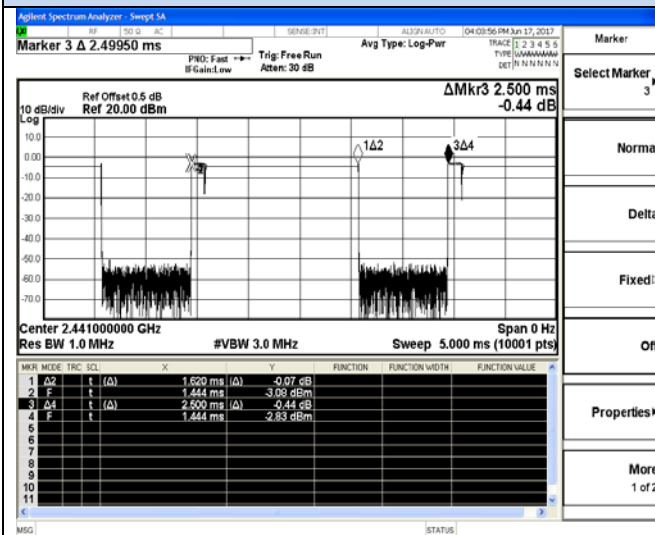 Agilent Spectrum Analyzer - Swept SA
RF 50 Ω AC SENSE:INT ALIGN AUTO 04:03:56 PM Jun 17, 2017
Marker 3 Δ 2.49950 ms
PNO: Fast Trig: Free Run
IFGain:Low Atten: 30 dB
Avg Type: Log-Pwr
TRACE 1 2 3 4 5 6
TYPE
DET N N N N N N
Ref Offset 0.5 dB
10 dB/div Ref 20.00 dBm
Log
ΔMkr3 2.500 ms
-0.44 dB
10.0
0.00
-10.0
-20.0
-30.0
-40.0
-50.0
-60.0
-70.0
1Δ2
3Δ4
Center 2.441000000 GHz Span 0 Hz
Res BW 1.0 MHz #VBW 3.0 MHz Sweep 5.000 ms (10001 pts)
MKR MODE TRC SCL X Y FUNCTION FUNCTION WIDTH FUNCTION VALUE
1 Δ2 t (Δ) 1.620 ms (Δ) -0.07 dB
2 F t 1.444 ms -3.08 dBm
3 Δ4 t (Δ) 2.500 ms (Δ) -0.44 dB
4 F t 1.444 ms -2.83 dBm
5
6
7
8
9
10
11
MSG STATUS
Marker
Select Marker
3
Norma
Delta
Fixed
Of
Properties
More
1 of 2